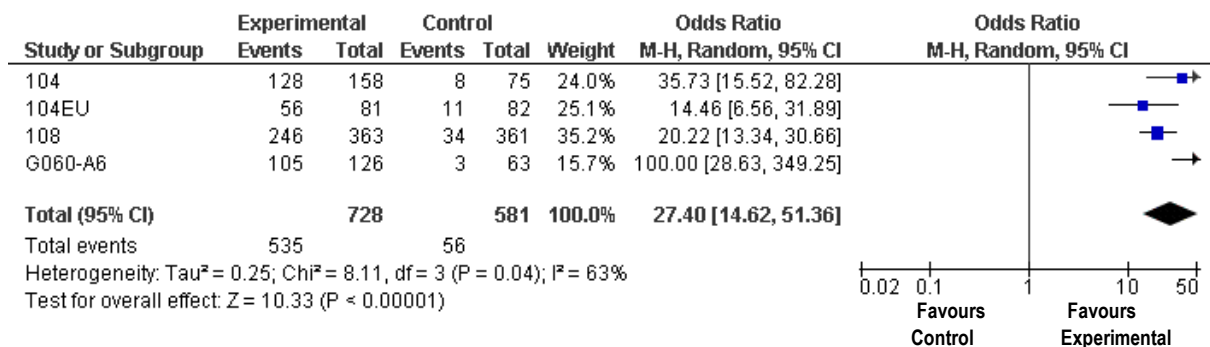 Experimental Control Odds Ratio Odds Ratio
Study or Subgroup Events Total Events Total Weight M-H, Random, 95% CI M-H, Random, 95% CI
104 128 158 8 75 24.0% 35.73 [15.52, 82.28]
104EU 56 81 11 82 25.1% 14.46 [6.56, 31.89]
108 246 363 34 361 35.2% 20.22 [13.34, 30.66]
G060-A6 105 126 3 63 15.7% 100.00 [28.63, 349.25]
Total (95% CI) 728 581 100.0% 27.40 [14.62, 51.36]
Total events 535 56
Heterogeneity: Tau² = 0.25; Chi² = 8.11, df = 3 (P = 0.04); I² = 63%
Test for overall effect: Z = 10.33 (P < 0.00001)
0.02 0.1 1 10 50
Favours Favours
Control Experimental